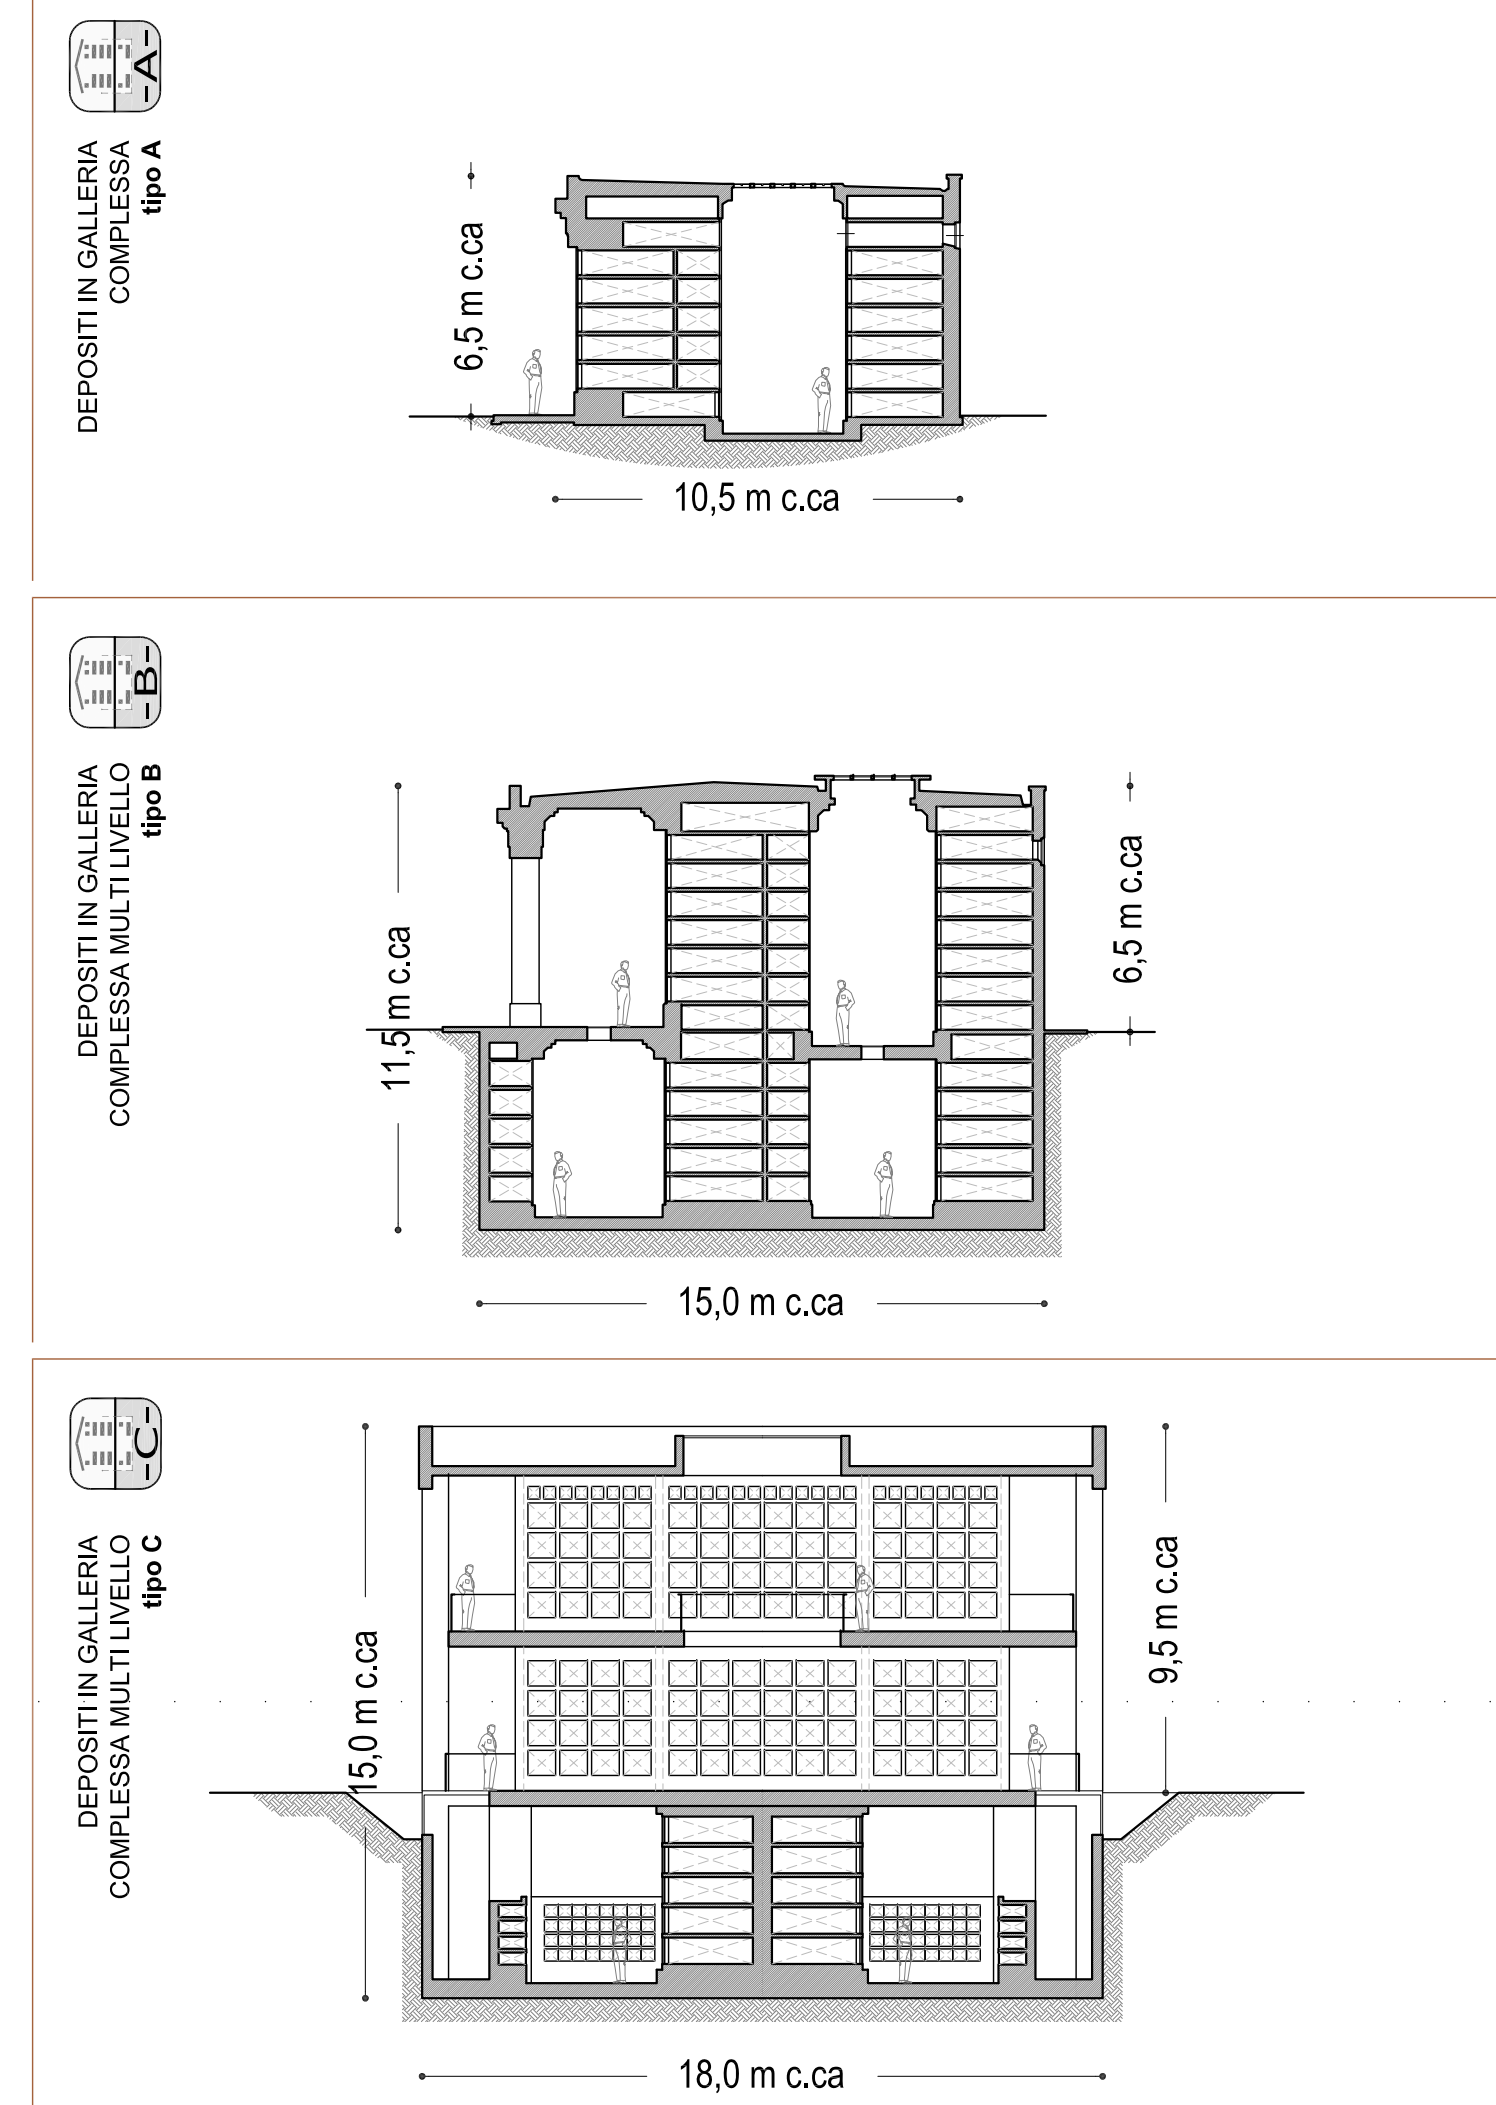 -A-
DEPOSITI IN GALLERIA
COMPLESSA
tipo A
6,5 m c.ca
10,5 m c.ca
-B-
DEPOSITI IN GALLERIA
COMPLESSA MULTI LIVELLO
tipo B
11,5 m c.ca
6,5 m c.ca
15,0 m c.ca
-C-
DEPOSITI IN GALLERIA
COMPLESSA MULTI LIVELLO
tipo C
15,0 m c.ca
9,5 m c.ca
18,0 m c.ca